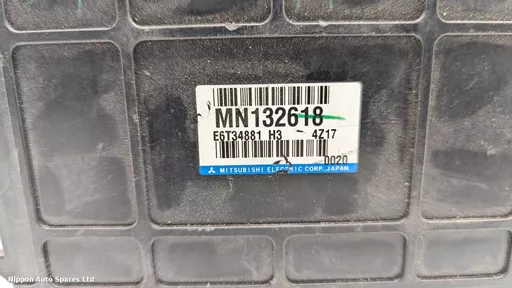 MN132618
E6T34881 H3 4Z17
0020
MITSUBISHI ELECTRIC CORP. JAPAN
Nippon Auto Spares Ltd